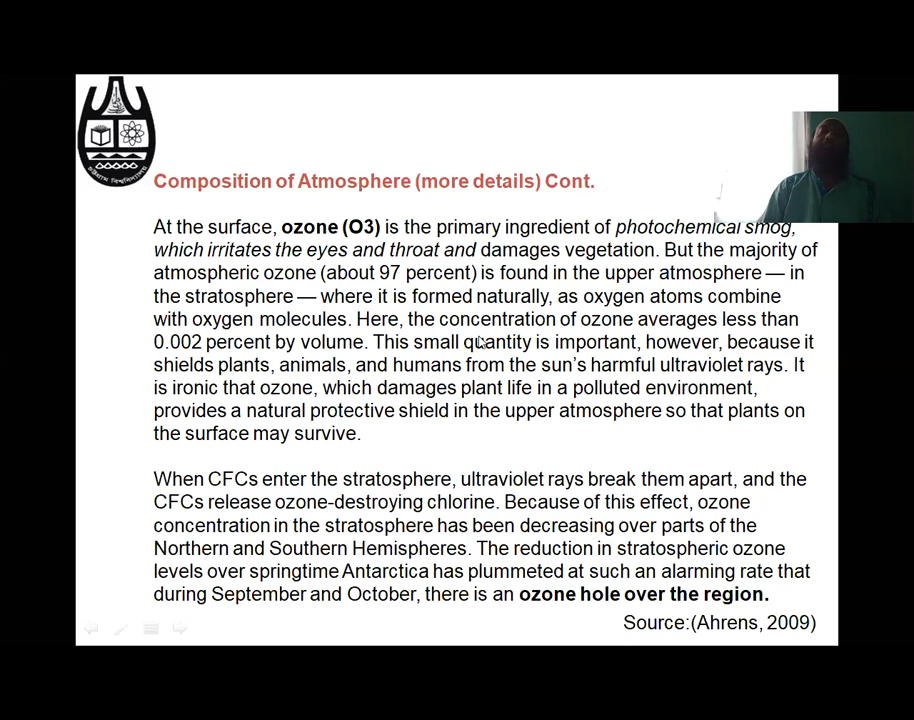 Composition of Atmosphere (more details) Cont.
At the surface, ozone (O3) is the primary ingredient of photochemical smog,
which irritates the eyes and throat and damages vegetation. But the majority of
atmospheric ozone (about 97 percent) is found in the upper atmosphere — in
the stratosphere — where it is formed naturally, as oxygen atoms combine
with oxygen molecules. Here, the concentration of ozone averages less than
0.002 percent by volume. This small quantity is important, however, because it
shields plants, animals, and humans from the sun’s harmful ultraviolet rays. It
is ironic that ozone, which damages plant life in a polluted environment,
provides a natural protective shield in the upper atmosphere so that plants on
the surface may survive.
When CFCs enter the stratosphere, ultraviolet rays break them apart, and the
CFCs release ozone-destroying chlorine. Because of this effect, ozone
concentration in the stratosphere has been decreasing over parts of the
Northern and Southern Hemispheres. The reduction in stratospheric ozone
levels over springtime Antarctica has plummeted at such an alarming rate that
during September and October, there is an ozone hole over the region.
Source:(Ahrens, 2009)